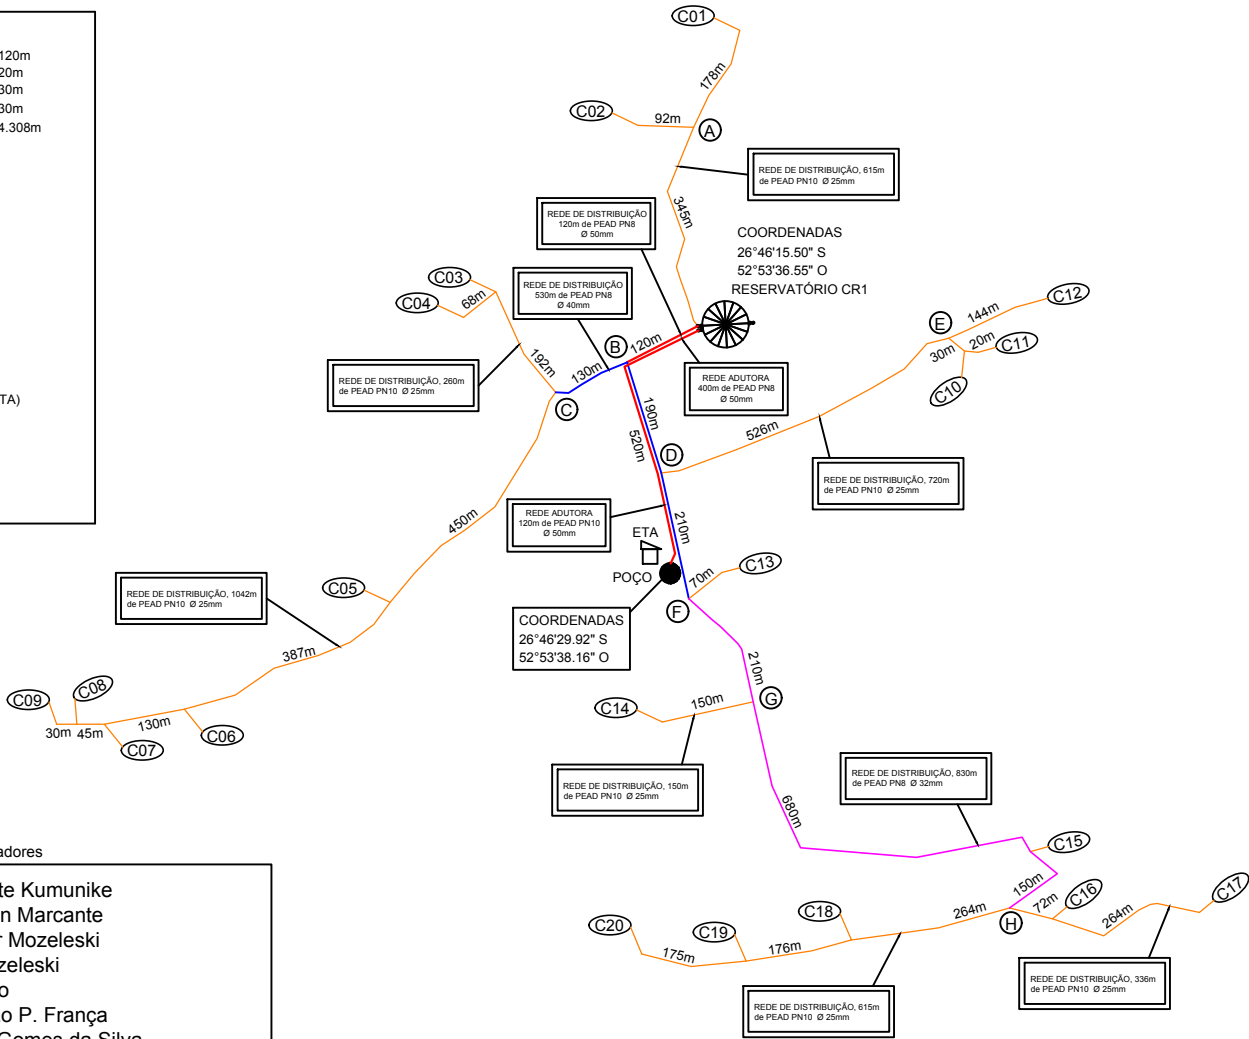 120m
20m
30m
30m
4.308m
TA)
C01
178m
C02
92m
A
REDE DE DISTRIBUIÇÃO, 615m
de PEAD PN10 Ø 25mm
345m
REDE DE DISTRIBUIÇÃO
120m de PEAD PN8
Ø 50mm
COORDENADAS
26°46'15.50" S
52°53'36.55" O
RESERVATÓRIO CR1
C03
C04
68m
REDE DE DISTRIBUIÇÃO
530m de PEAD PN8
Ø 40mm
C12
144m
E
20m
C11
30m
C10
B
120m
192m
130m
REDE DE DISTRIBUIÇÃO, 260m
de PEAD PN10 Ø 25mm
REDE ADUTORA
400m de PEAD PN8
Ø 50mm
C
190m
520m
526m
D
REDE DE DISTRIBUIÇÃO, 720m
de PEAD PN10 Ø 25mm
450m
REDE ADUTORA
120m de PEAD PN10
Ø 50mm
210m
ETA
POÇO
C13
70m
F
C05
REDE DE DISTRIBUIÇÃO, 1042m
de PEAD PN10 Ø 25mm
COORDENADAS
26°46'29.92" S
52°53'38.16" O
387m
210m
G
C09
C08
130m
30m
45m
C07
C06
C14
150m
REDE DE DISTRIBUIÇÃO, 150m
de PEAD PN10 Ø 25mm
680m
REDE DE DISTRIBUIÇÃO, 830m
de PEAD PN8 Ø 32mm
C15
150m
C16
72m
C17
264m
H
264m
C18
176m
C19
175m
C20
REDE DE DISTRIBUIÇÃO, 615m
de PEAD PN10 Ø 25mm
REDE DE DISTRIBUIÇÃO, 336m
de PEAD PN10 Ø 25mm
adores
te Kumunike
n Marcante
r Mozeleski
zeleski
o
o P. França
Gomes da Silva